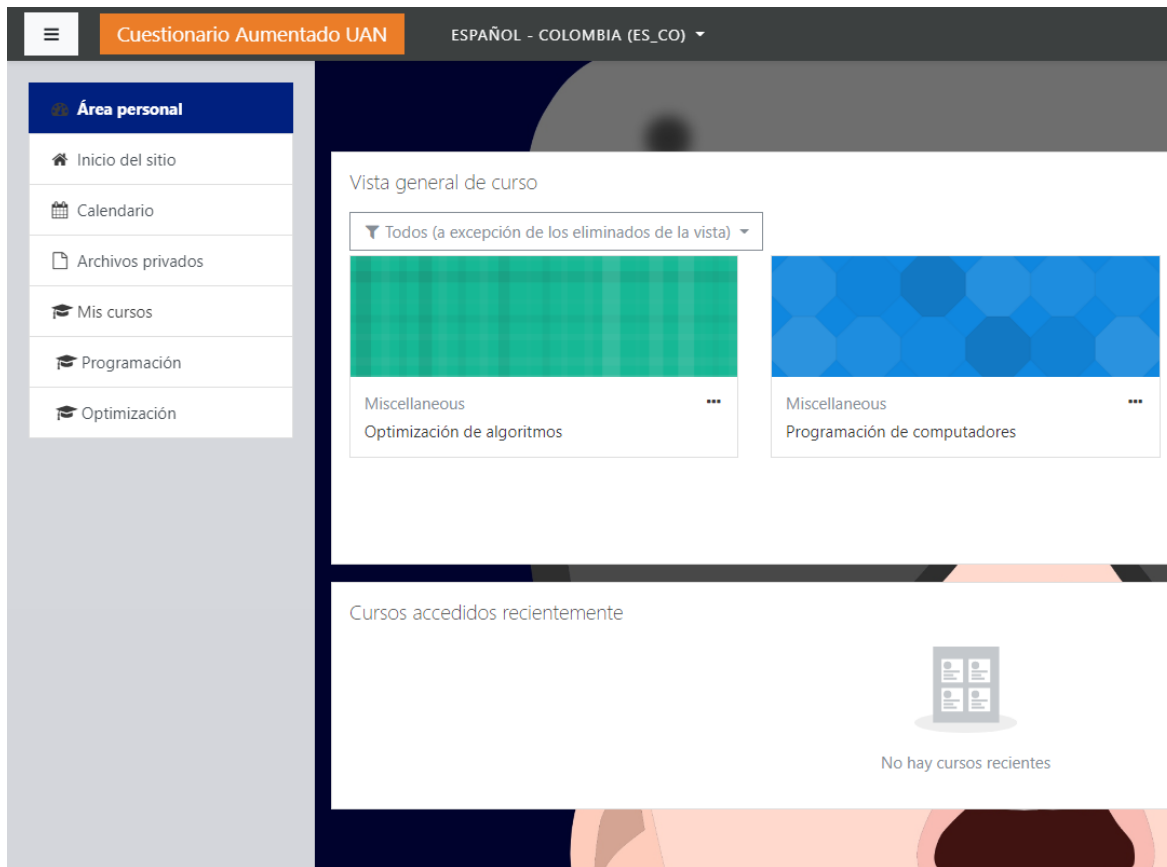 Cuestionario Aumentado UAN
ESPAÑOL - COLOMBIA (ES_CO)
Área personal
Inicio del sitio
Calendario
Archivos privados
Mis cursos
Programación
Optimización
Vista general de curso
Todos (a excepción de los eliminados de la vista)
Miscellaneous
Optimización de algoritmos
Miscellaneous
Programación de computadores
Cursos accedidos recientemente
No hay cursos recientes